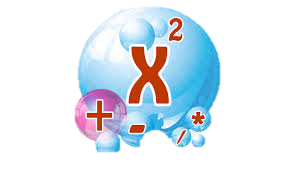 X²
+ - / *